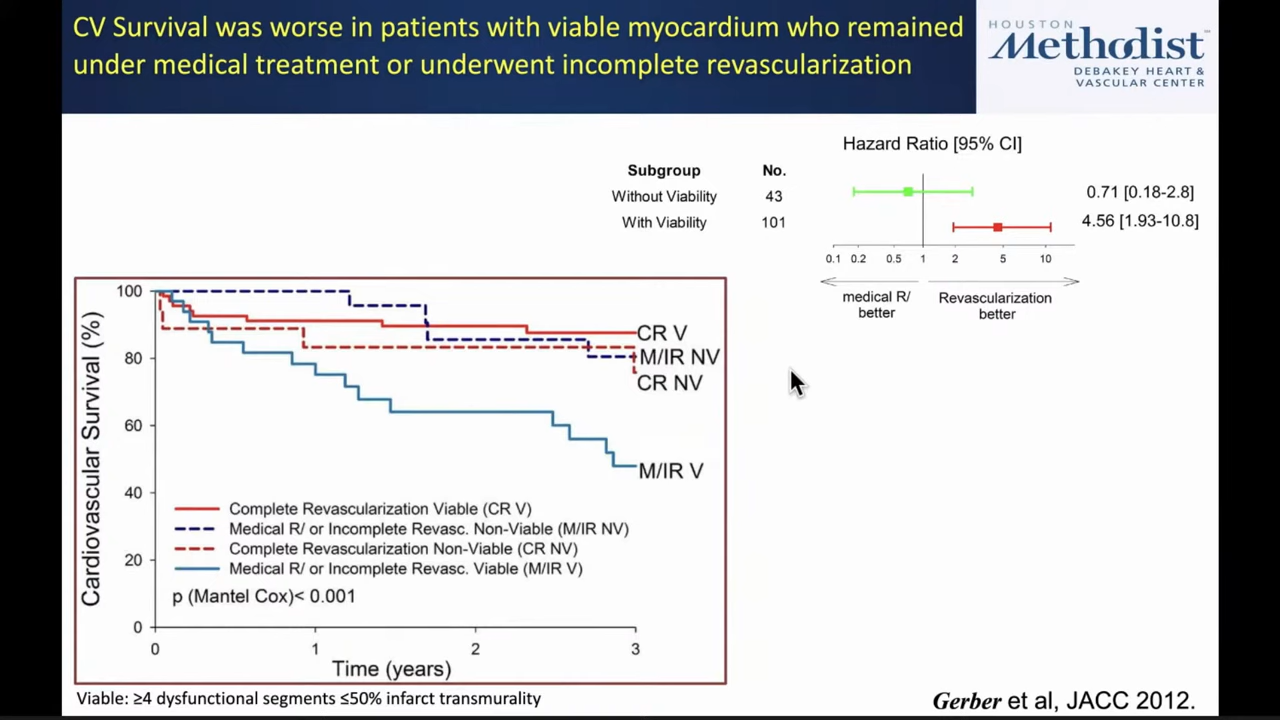 CV Survival was worse in patients with viable myocardium who remained
under medical treatment or underwent incomplete revascularization
HOUSTON
Methodist
DEBAKEY HEART &
VASCULAR CENTER
Hazard Ratio [95% CI]
Subgroup No.
Without Viability 43 0.71 [0.18-2.8]
With Viability 101 4.56 [1.93-10.8]
0.1 0.2 0.5 1 2 5 10
medical R/
better
Revascularization
better
Cardiovascular Survival (%)
100
80
60
40
20
0
CR V
M/IR NV
CR NV
M/IR V
Complete Revascularization Viable (CR V)
Medical R/ or Incomplete Revasc. Non-Viable (M/IR NV)
Complete Revascularization Non-Viable (CR NV)
Medical R/ or Incomplete Revasc. Viable (M/IR V)
p (Mantel Cox)< 0.001
0 1 2 3
Time (years)
Viable: ≥4 dysfunctional segments ≤50% infarct transmurality
Gerber et al, JACC 2012.